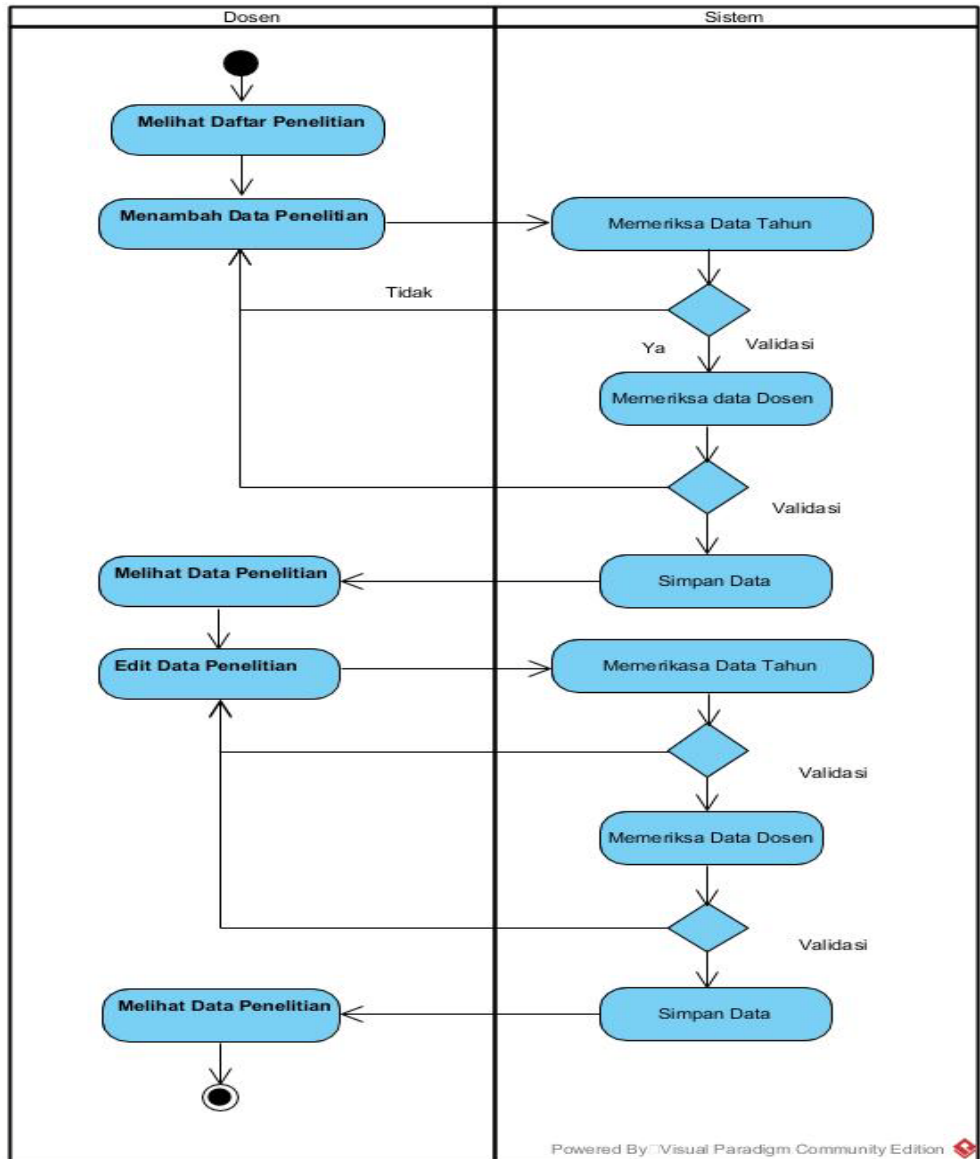 Dosen
Sistem
Melihat Daftar Penelitian
Menambah Data Penelitian
Memeriksa Data Tahun
Tidak
Ya
Validasi
Memeriksa data Dosen
Validasi
Melihat Data Penelitian
Simpan Data
Edit Data Penelitian
Memerikasa Data Tahun
Validasi
Memeriksa Data Dosen
Validasi
Melihat Data Penelitian
Simpan Data
Powered By Visual Paradigm Community Edition